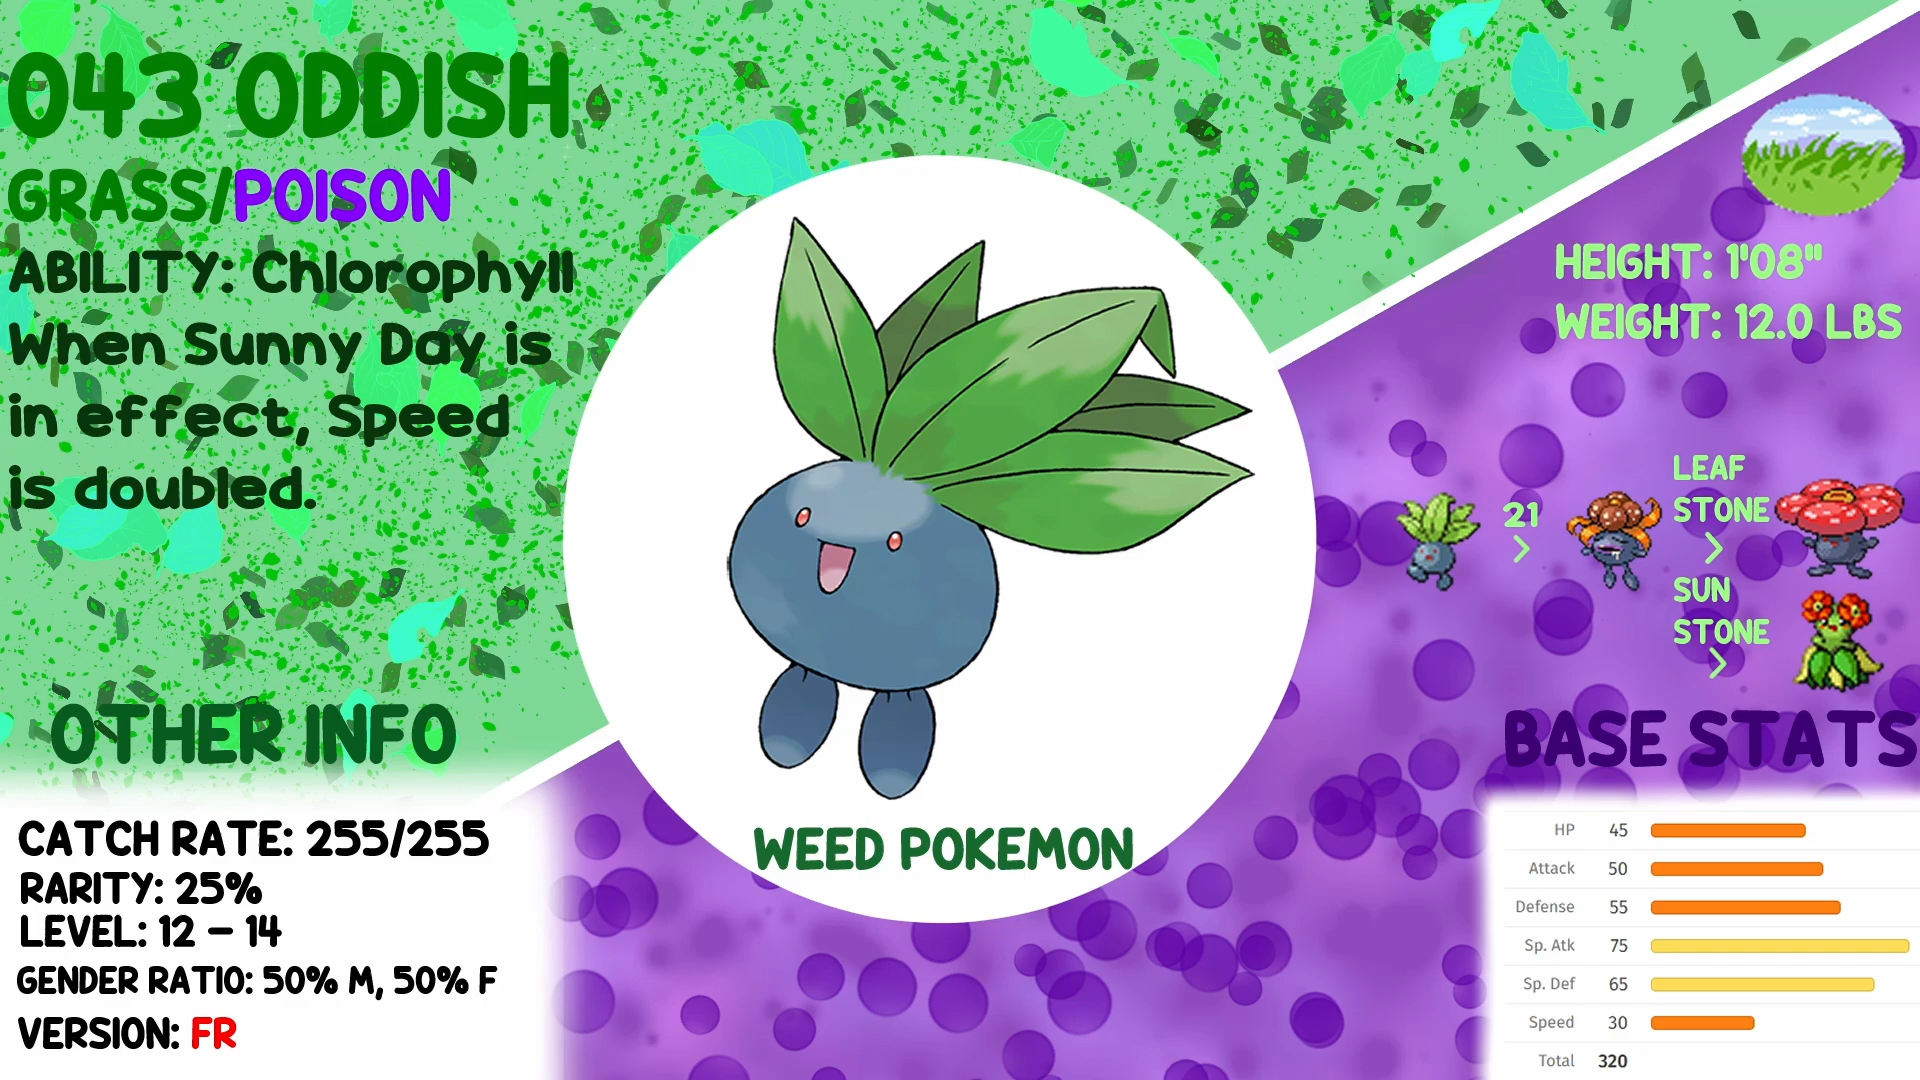 043 ODDISH
GRASS/POISON
ABILITY: Chlorophyll
When Sunny Day is
in effect, Speed
is doubled.
HEIGHT: 1'08"
WEIGHT: 12.0 LBS
21
>
LEAF
STONE
>
SUN
STONE
>
OTHER INFO
CATCH RATE: 255/255
RARITY: 25%
LEVEL: 12 – 14
GENDER RATIO: 50% M, 50% F
VERSION: FR
WEED POKEMON
BASE STATS
HP 45
Attack 50
Defense 55
Sp. Atk 75
Sp. Def 65
Speed 30
Total 320